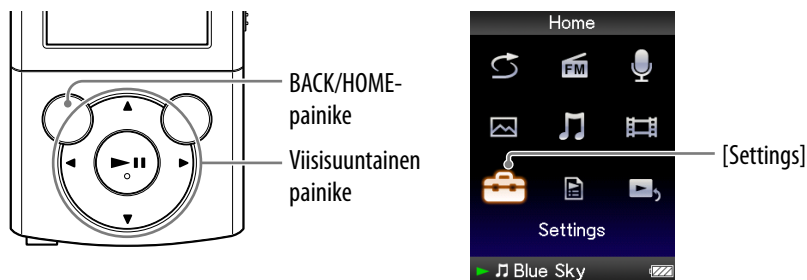 BACK/HOME-
painike
Viisisuuntainen
painike
Home
FM
[Settings]
Settings
Blue Sky